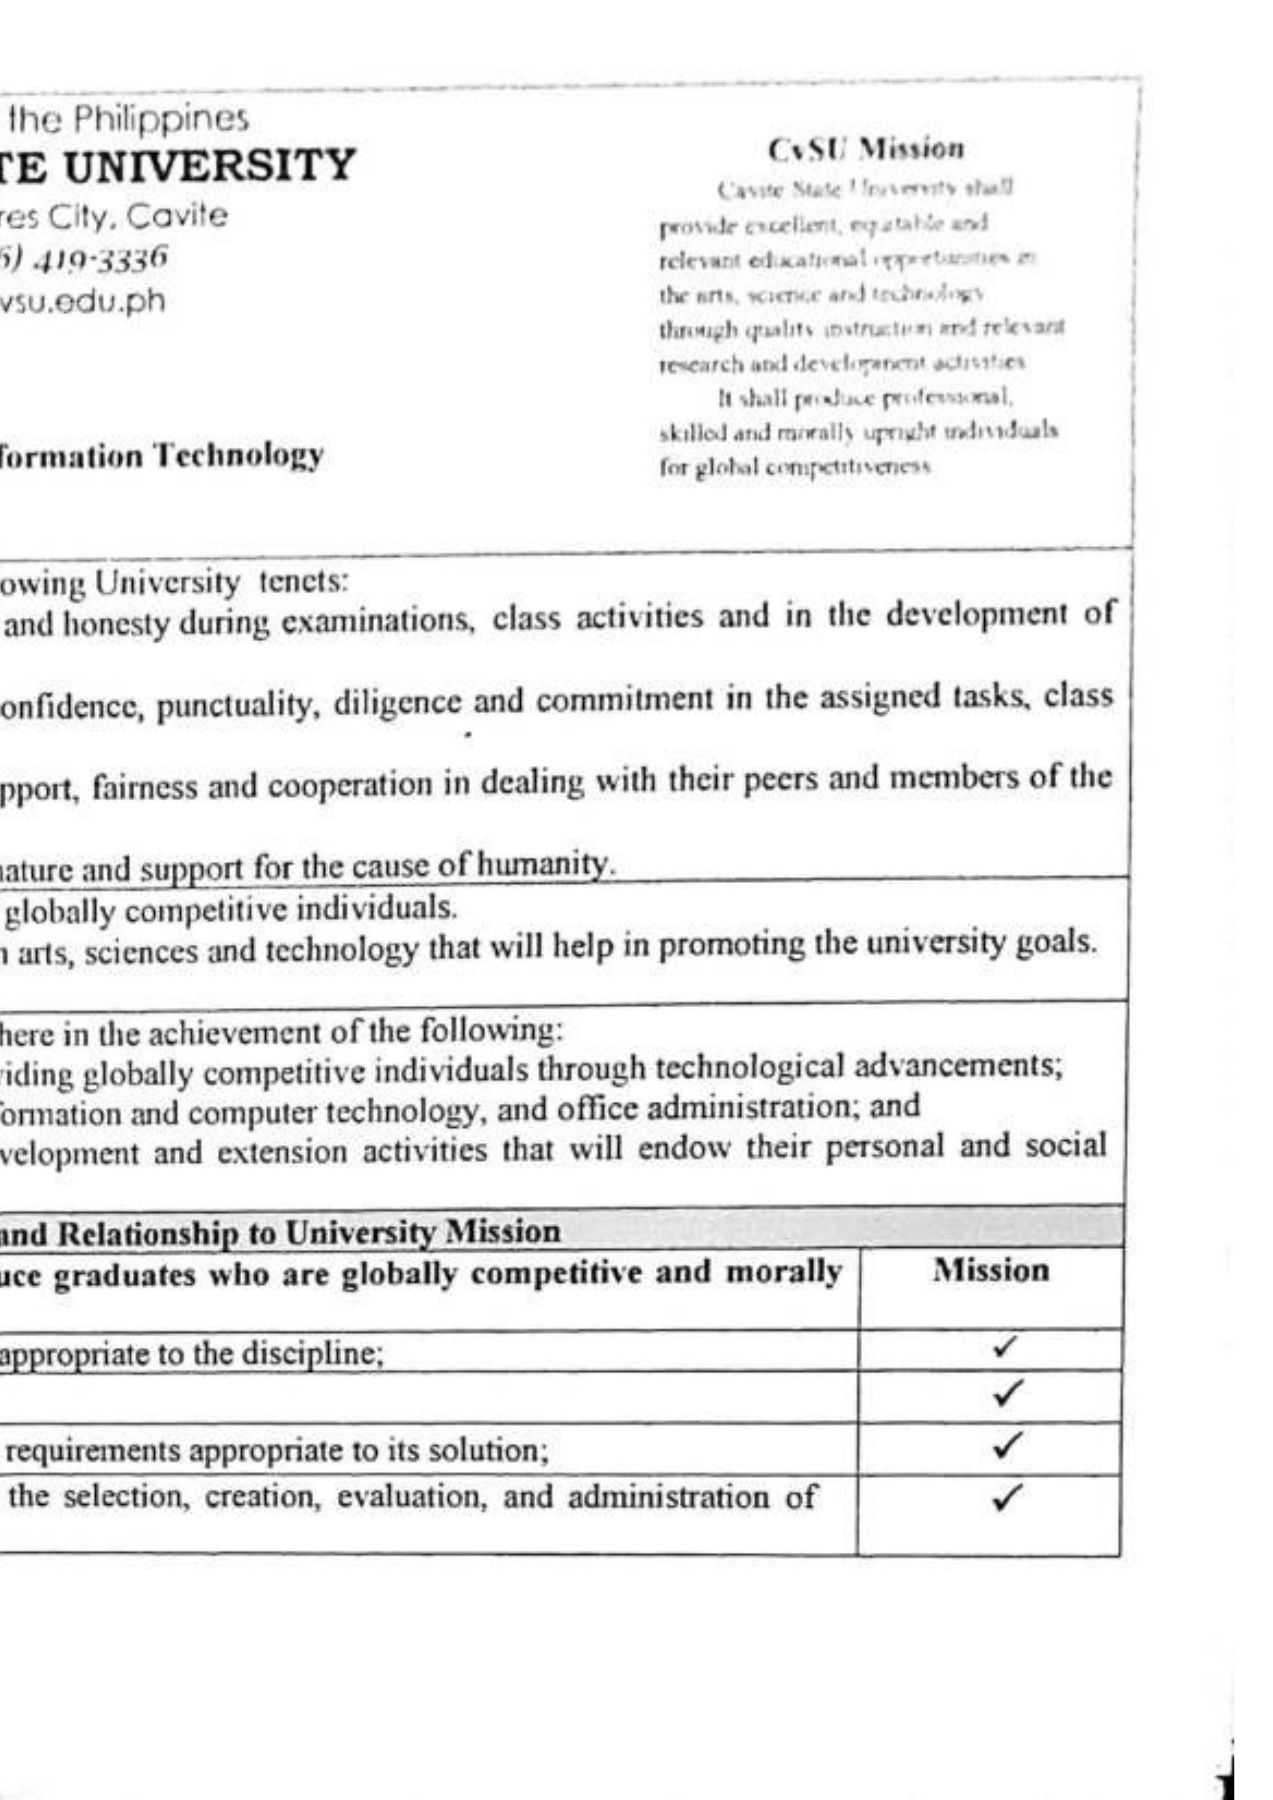 the Philippines
TE UNIVERSITY
res City, Cavite
6) 419-3336
vsu.edu.ph
formation Technology
CvSU Mission
Cavite State University shall
provide excellent, equitable and
relevant educational opportunities in
the arts, science and technology
through quality instruction and relevant
research and development activities
It shall produce professional,
skilled and morally upright individuals
for global competitiveness
owing University tenets:
and honesty during examinations, class activities and in the development of
onfidence, punctuality, diligence and commitment in the assigned tasks, class
pport, fairness and cooperation in dealing with their peers and members of the
nature and support for the cause of humanity.
globally competitive individuals.
n arts, sciences and technology that will help in promoting the university goals.
here in the achievement of the following:
riding globally competitive individuals through technological advancements;
formation and computer technology, and office administration; and
velopment and extension activities that will endow their personal and social
and Relationship to University Mission
uce graduates who are globally competitive and morally
Mission
appropriate to the discipline; ✓
✓
requirements appropriate to its solution; ✓
the selection, creation, evaluation, and administration of ✓